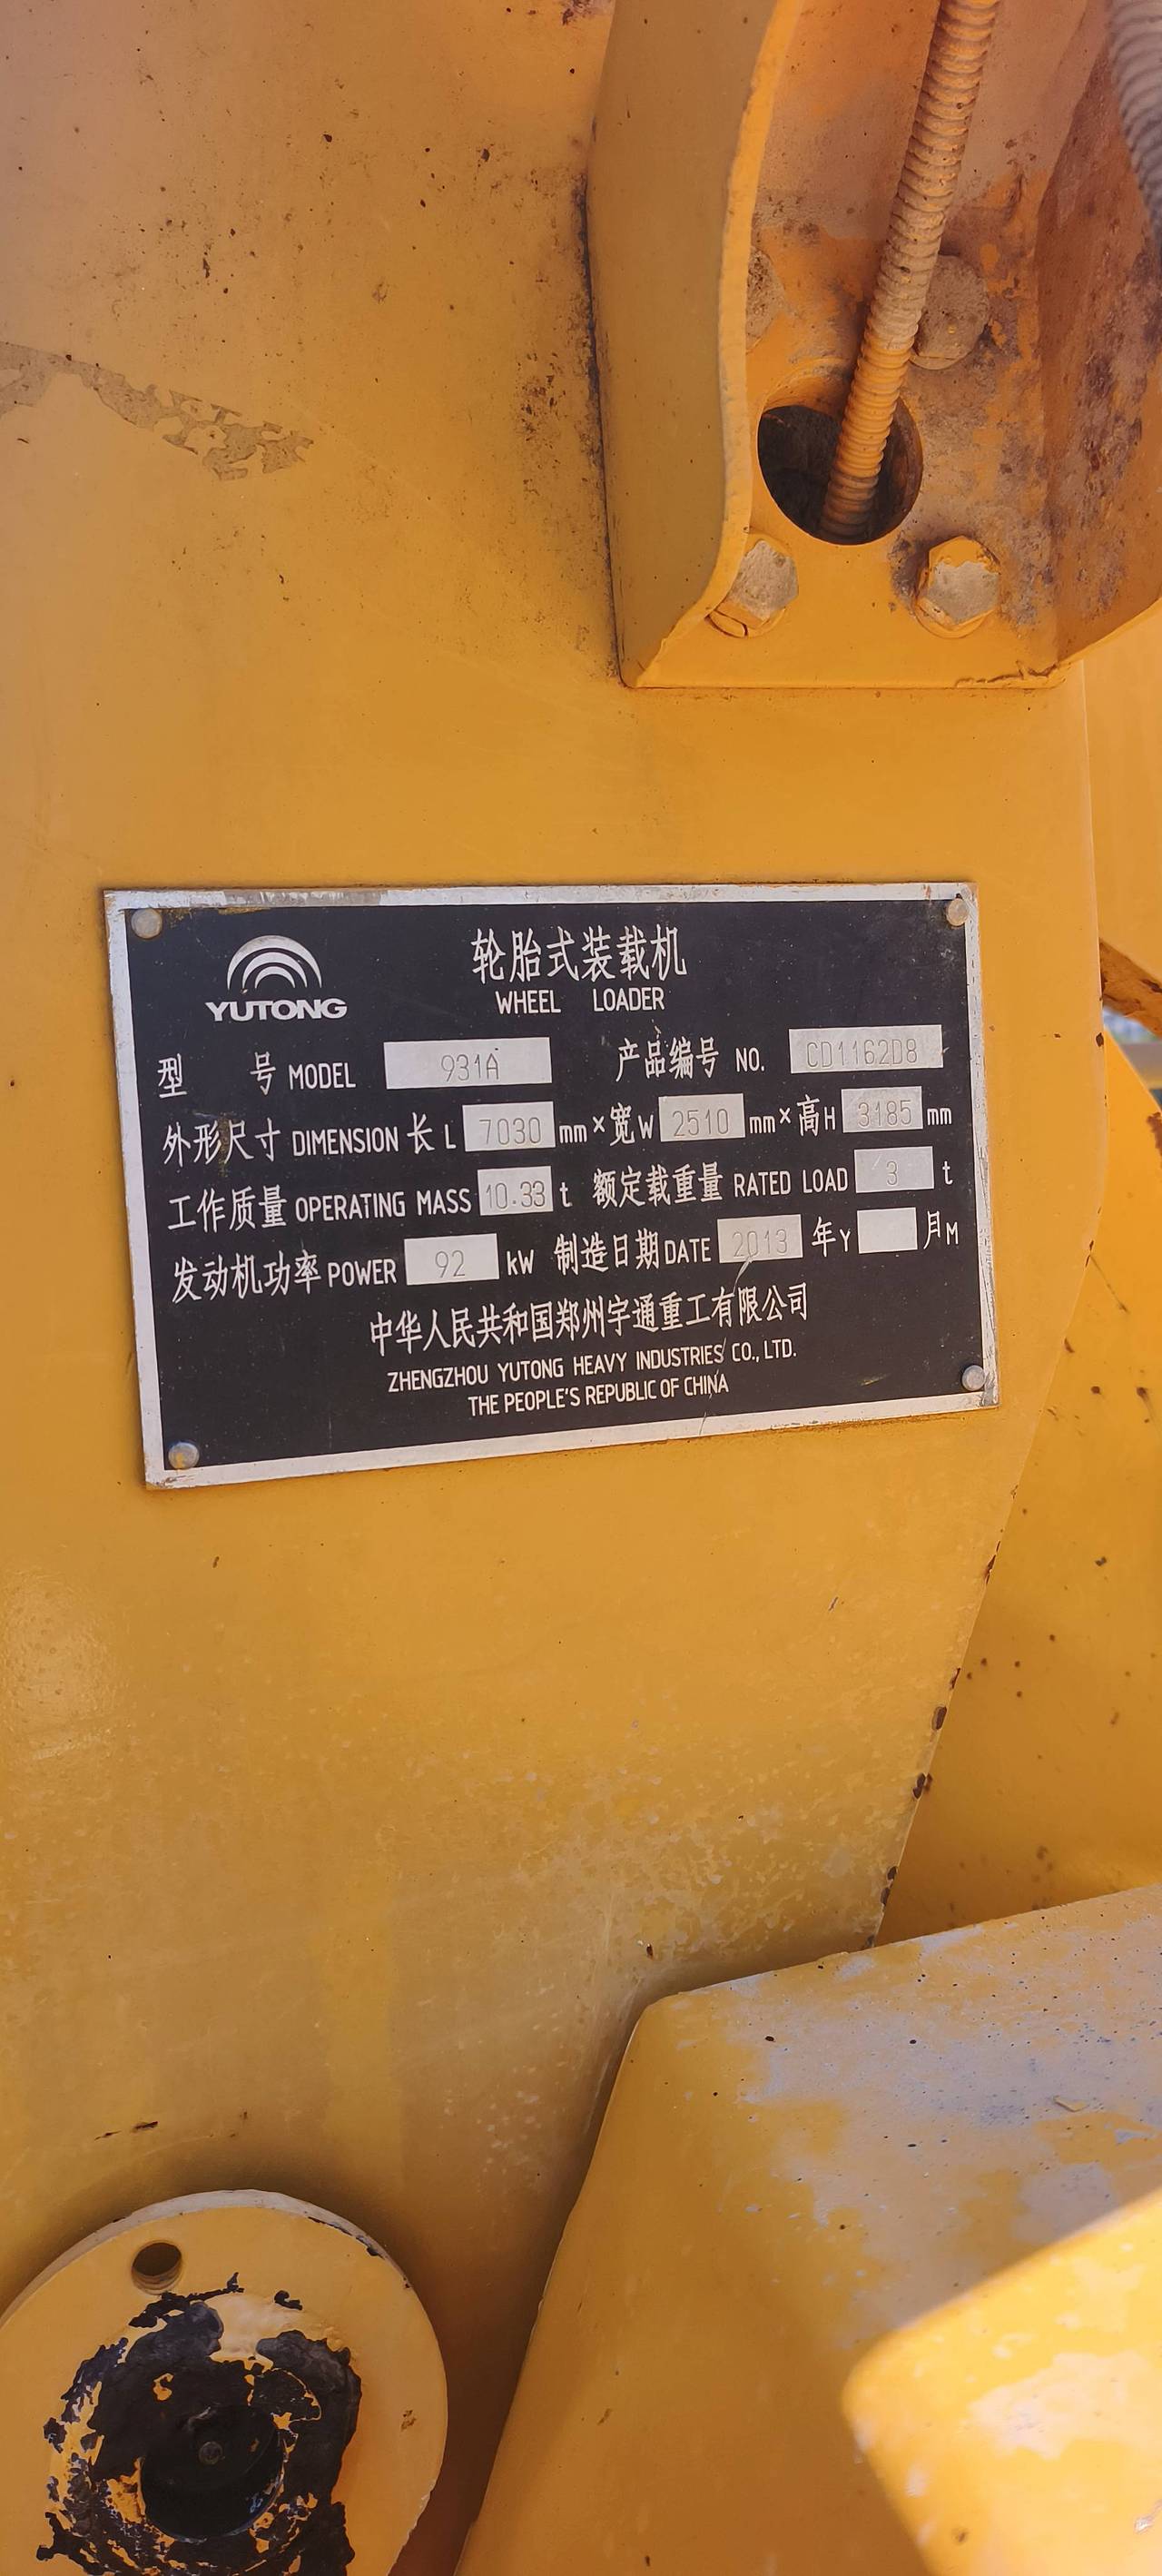 YUTONG
轮胎式装载机
WHEEL LOADER
型 号 MODEL 931A 产品编号 NO. CD1162D8
外形尺寸 DIMENSION 长 L 7030 mm × 宽 W 2510 mm × 高 H 3185 mm
工作质量 OPERATING MASS 10.33 t 额定载重量 RATED LOAD 3 t
发动机功率 POWER 92 kW 制造日期 DATE 2013 年 Y 月 M
中华人民共和国郑州宇通重工有限公司
ZHENGZHOU YUTONG HEAVY INDUSTRIES CO., LTD.
THE PEOPLE'S REPUBLIC OF CHINA